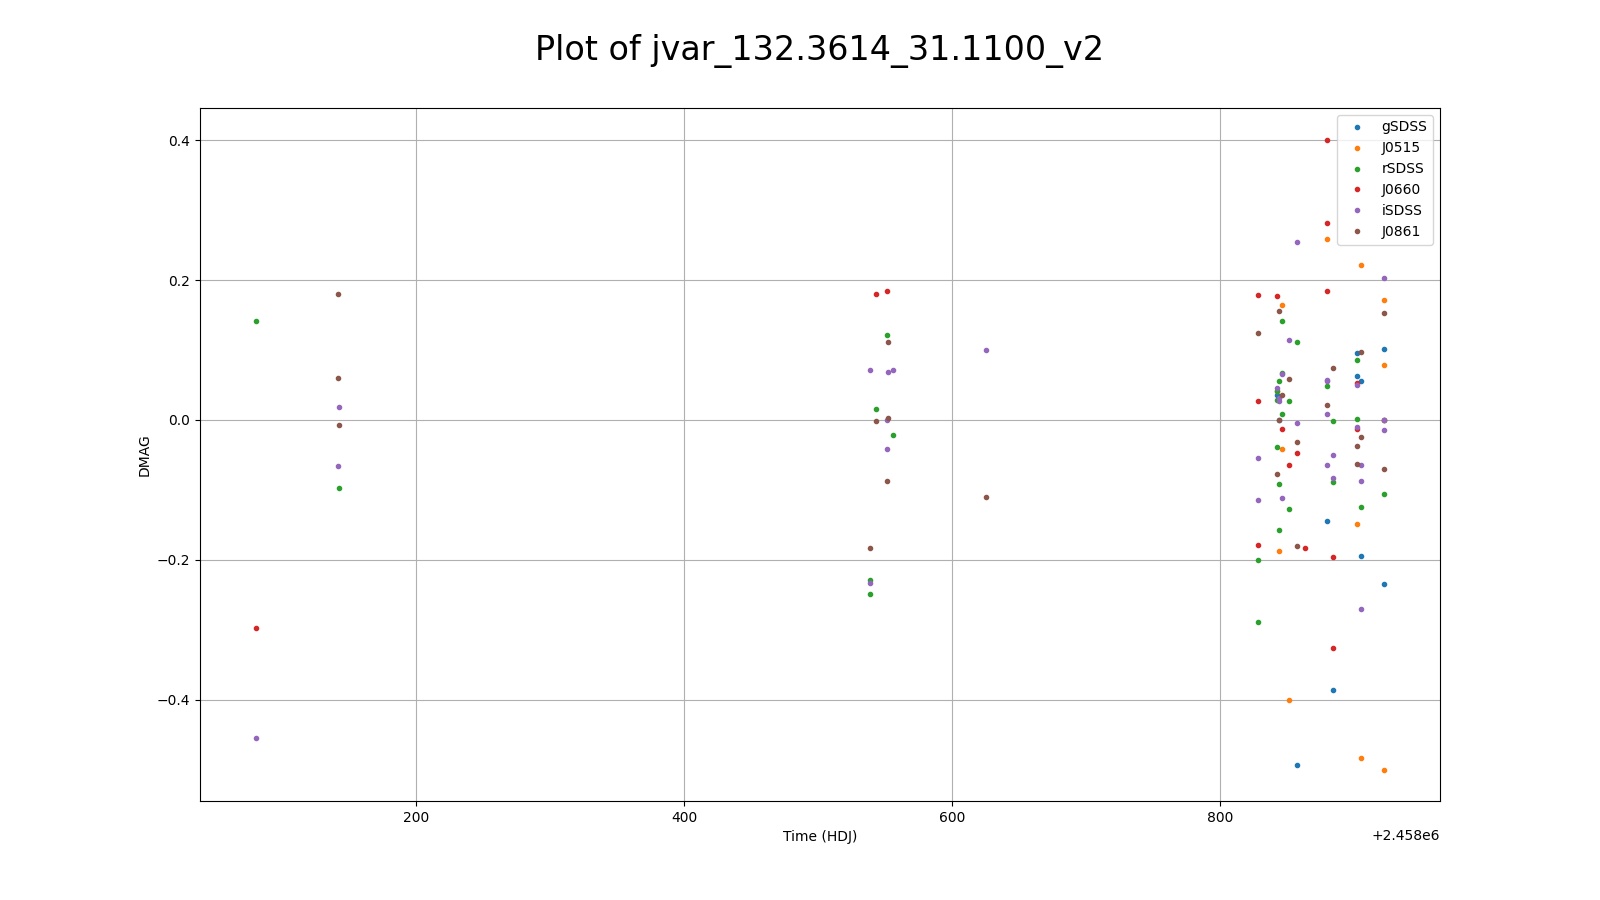 Plot of jvar_132.3614_31.1100_v2
0.4
0.2
0.0
−0.2
−0.4
DMAG
gSDSS
J0515
rSDSS
J0660
iSDSS
J0861
200
400
600
800
Time (HDJ)
+2.458e6